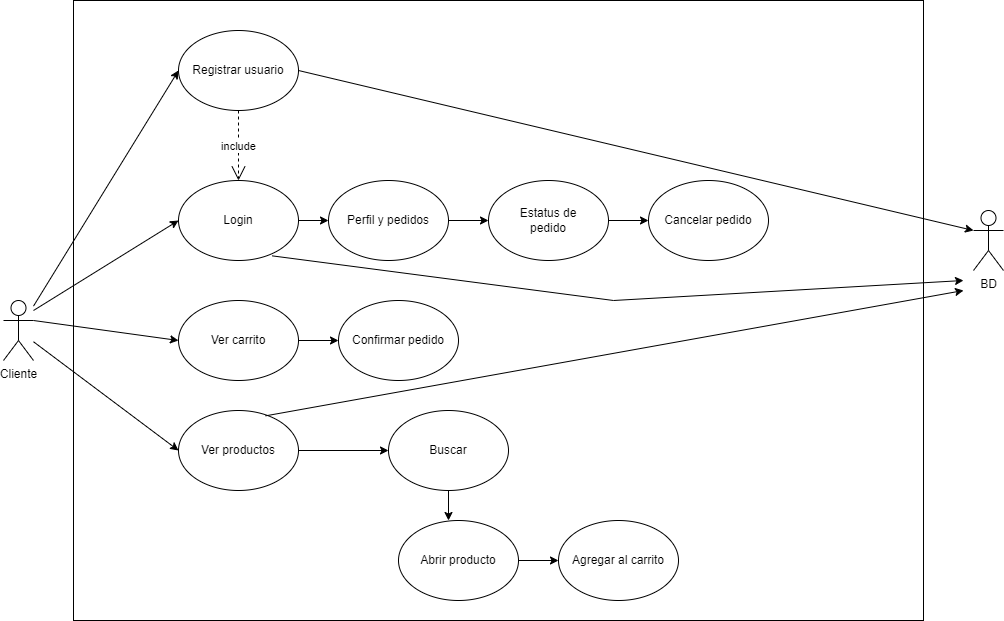 Registrar usuario
include
Login
Perfil y pedidos
Estatus de
pedido
Cancelar pedido
BD
Ver carrito
Confirmar pedido
Cliente
Ver productos
Buscar
Abrir producto
Agregar al carrito